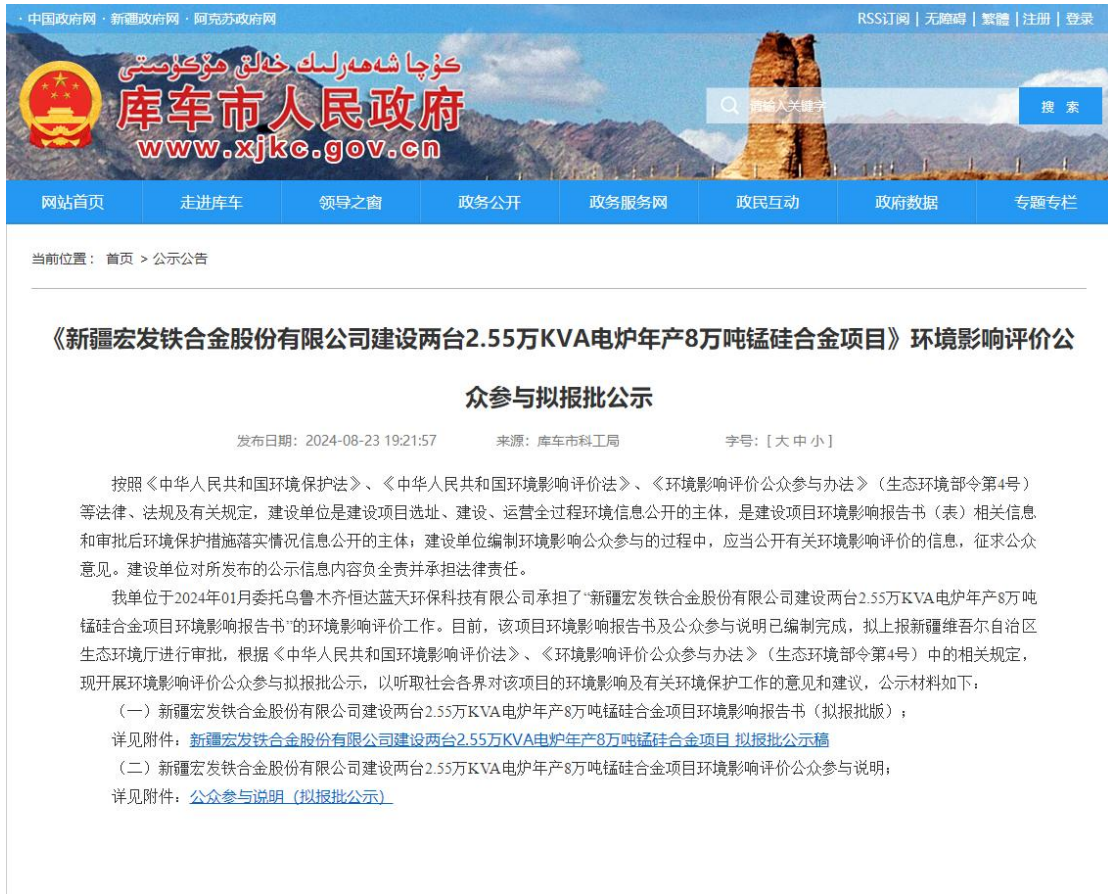 ·中国政府网 ·新疆政府网 ·阿克苏政府网
RSS订阅 | 无障碍 | 繁體 | 注册 | 登录
كۇچا شەھەرلىك خەلق ھۆكۈمىتى
库车市人民政府
www.xjkc.gov.cn
请输入关键字
搜 索
网站首页 走进库车 领导之窗 政务公开 政务服务网 政民互动 政府数据 专题专栏
当前位置： 首页 > 公示公告
《新疆宏发铁合金股份有限公司建设两台2.55万KVA电炉年产8万吨锰硅合金项目》环境影响评价公
众参与拟报批公示
发布日期：2024-08-23 19:21:57 来源：库车市科工局 字号：[ 大 中 小 ]
按照《中华人民共和国环境保护法》、《中华人民共和国环境影响评价法》、《环境影响评价公众参与办法》（生态环境部令第4号）
等法律、法规及有关规定，建设单位是建设项目选址、建设、运营全过程环境信息公开的主体，是建设项目环境影响报告书（表）相关信息
和审批后环境保护措施落实情况信息公开的主体；建设单位编制环境影响公众参与的过程中，应当公开有关环境影响评价的信息，征求公众
意见。建设单位对所发布的公示信息内容负全责并承担法律责任。
我单位于2024年01月委托乌鲁木齐恒达蓝天环保科技有限公司承担了“新疆宏发铁合金股份有限公司建设两台2.55万KVA电炉年产8万吨
锰硅合金项目环境影响报告书”的环境影响评价工作。目前，该项目环境影响报告书及公众参与说明已编制完成，拟上报新疆维吾尔自治区
生态环境厅进行审批，根据《中华人民共和国环境影响评价法》、《环境影响评价公众参与办法》（生态环境部令第4号）中的相关规定，
现开展环境影响评价公众参与拟报批公示，以听取社会各界对该项目的环境影响及有关环境保护工作的意见和建议，公示材料如下：
（一）新疆宏发铁合金股份有限公司建设两台2.55万KVA电炉年产8万吨锰硅合金项目环境影响报告书（拟报批版）；
详见附件：新疆宏发铁合金股份有限公司建设两台2.55万KVA电炉年产8万吨锰硅合金项目 拟报批公示稿
（二）新疆宏发铁合金股份有限公司建设两台2.55万KVA电炉年产8万吨锰硅合金项目环境影响评价公众参与说明；
详见附件：公众参与说明（拟报批公示）